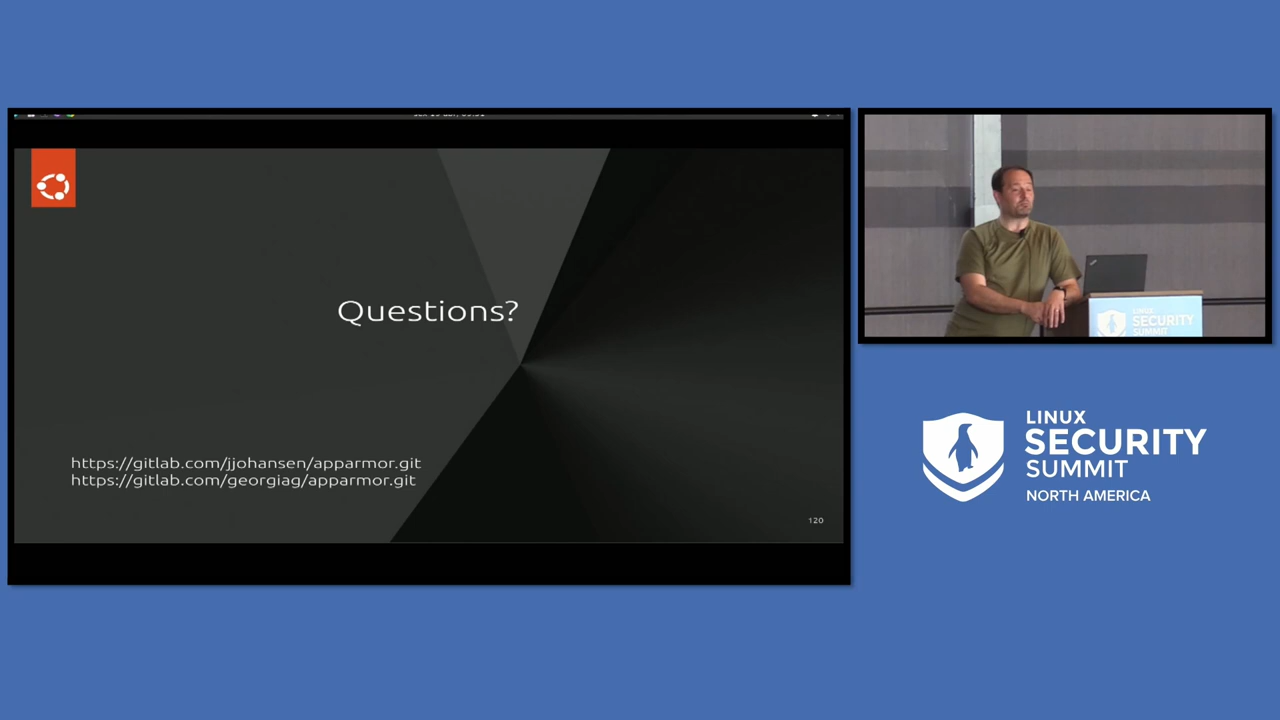 Questions?
https://gitlab.com/jjohansen/apparmor.git
https://gitlab.com/georgiag/apparmor.git
120
LINUX
SECURITY
SUMMIT
LINUX
SECURITY
SUMMIT
NORTH AMERICA